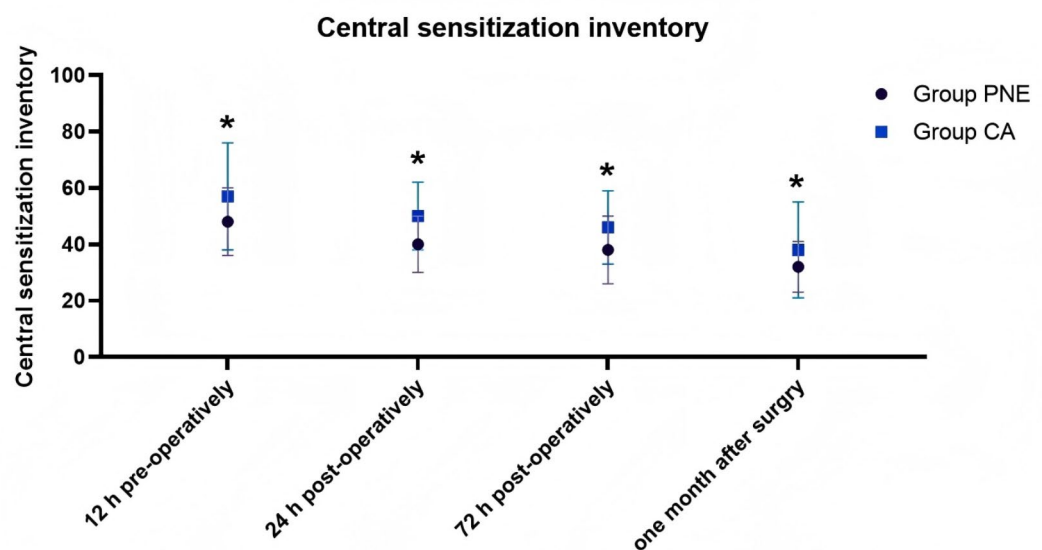 Central sensitization inventory
Central sensitization inventory
100
80
60
40
20
0
*
*
*
*
Group PNE
Group CA
12 h pre-operatively
24 h post-operatively
72 h post-operatively
one month after surgry